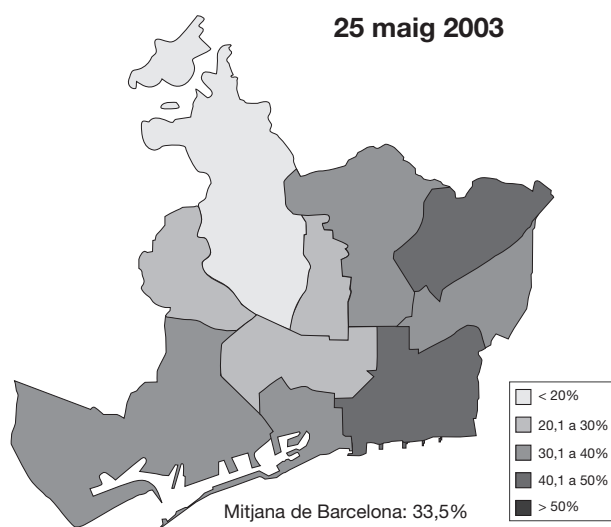 25 maig 2003
< 20%
20,1 a 30%
30,1 a 40%
40,1 a 50%
> 50%
Mitjana de Barcelona: 33,5%